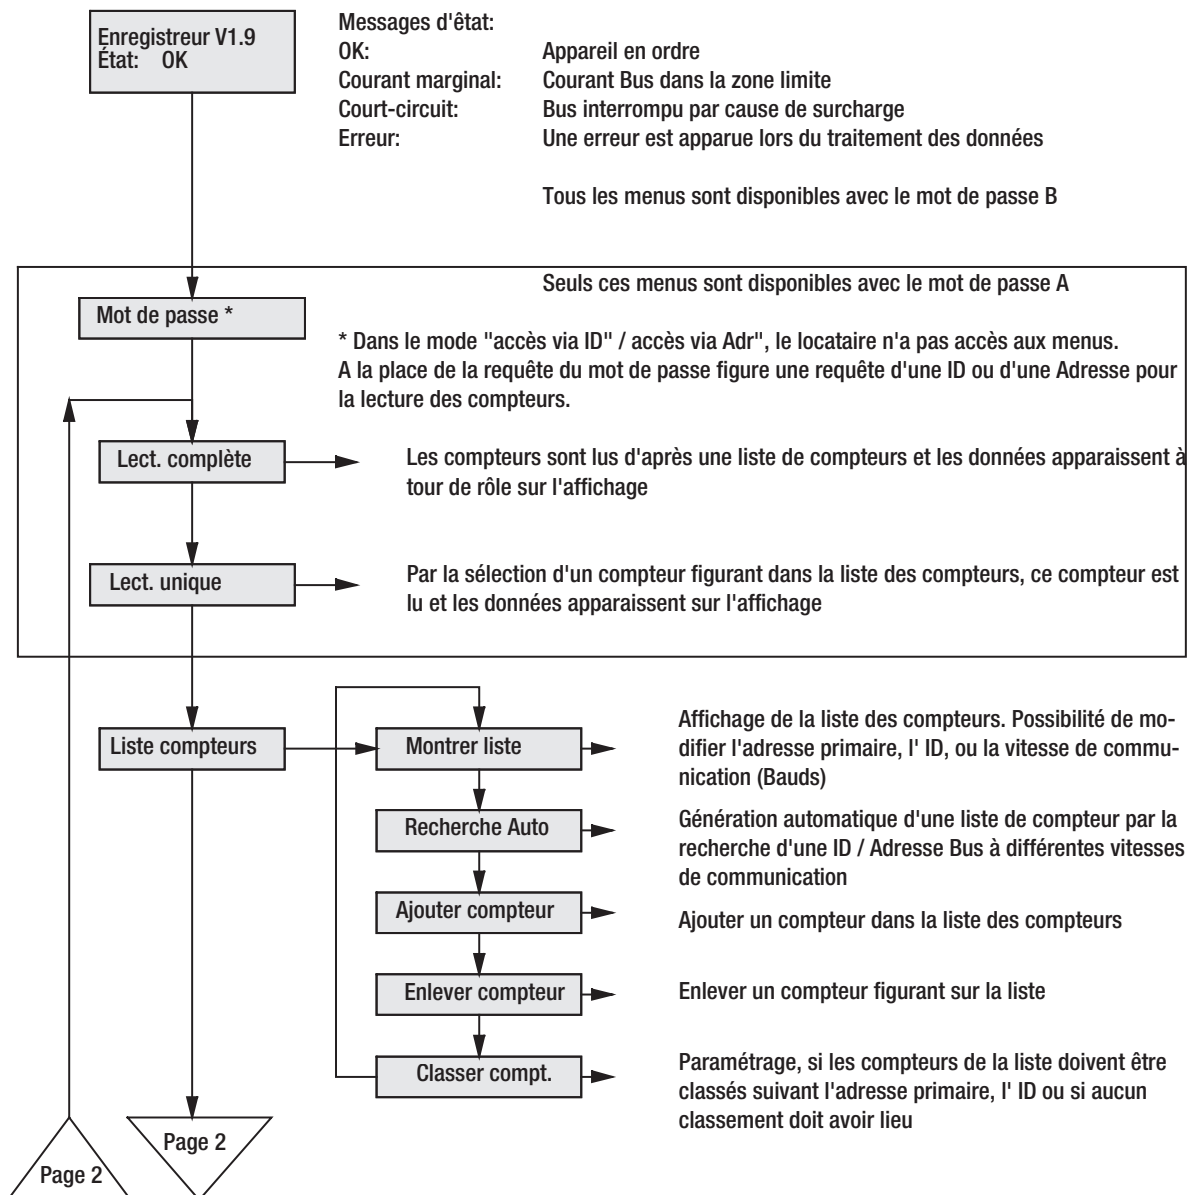 Enregistreur V1.9
État: OK
Messages d'êtat:
OK: Appareil en ordre
Courant marginal: Courant Bus dans la zone limite
Court-circuit: Bus interrompu par cause de surcharge
Erreur: Une erreur est apparue lors du traitement des données
Tous les menus sont disponibles avec le mot de passe B
Seuls ces menus sont disponibles avec le mot de passe A
Mot de passe *
* Dans le mode "accès via ID" / accès via Adr", le locataire n'a pas accès aux menus.
A la place de la requête du mot de passe figure une requête d'une ID ou d'une Adresse pour
la lecture des compteurs.
Lect. complète
Les compteurs sont lus d'après une liste de compteurs et les données apparaissent à
tour de rôle sur l'affichage
Lect. unique
Par la sélection d'un compteur figurant dans la liste des compteurs, ce compteur est
lu et les données apparaissent sur l'affichage
Liste compteurs
Montrer liste
Affichage de la liste des compteurs. Possibilité de mo-
difier l'adresse primaire, l' ID, ou la vitesse de commu-
nication (Bauds)
Recherche Auto
Génération automatique d'une liste de compteur par la
recherche d'une ID / Adresse Bus à différentes vitesses
de communication
Ajouter compteur
Ajouter un compteur dans la liste des compteurs
Enlever compteur
Enlever un compteur figurant sur la liste
Classer compt.
Paramétrage, si les compteurs de la liste doivent être
classés suivant l'adresse primaire, l' ID ou si aucun
classement doit avoir lieu
Page 2
Page 2